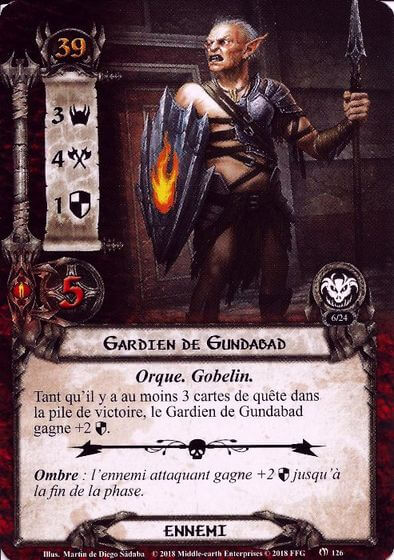 39
3
4
1
5
6/24
Gardien de Gundabad
Orque. Gobelin.
Tant qu'il y a au moins 3 cartes de quête dans
la pile de victoire, le Gardien de Gundabad
gagne +2 .
Ombre : l'ennemi attaquant gagne +2 jusqu'à
la fin de la phase.
ENNEMI
Illus. Martin de Diego Sádaba © 2018 Middle-earth Enterprises © 2018 FFG 126